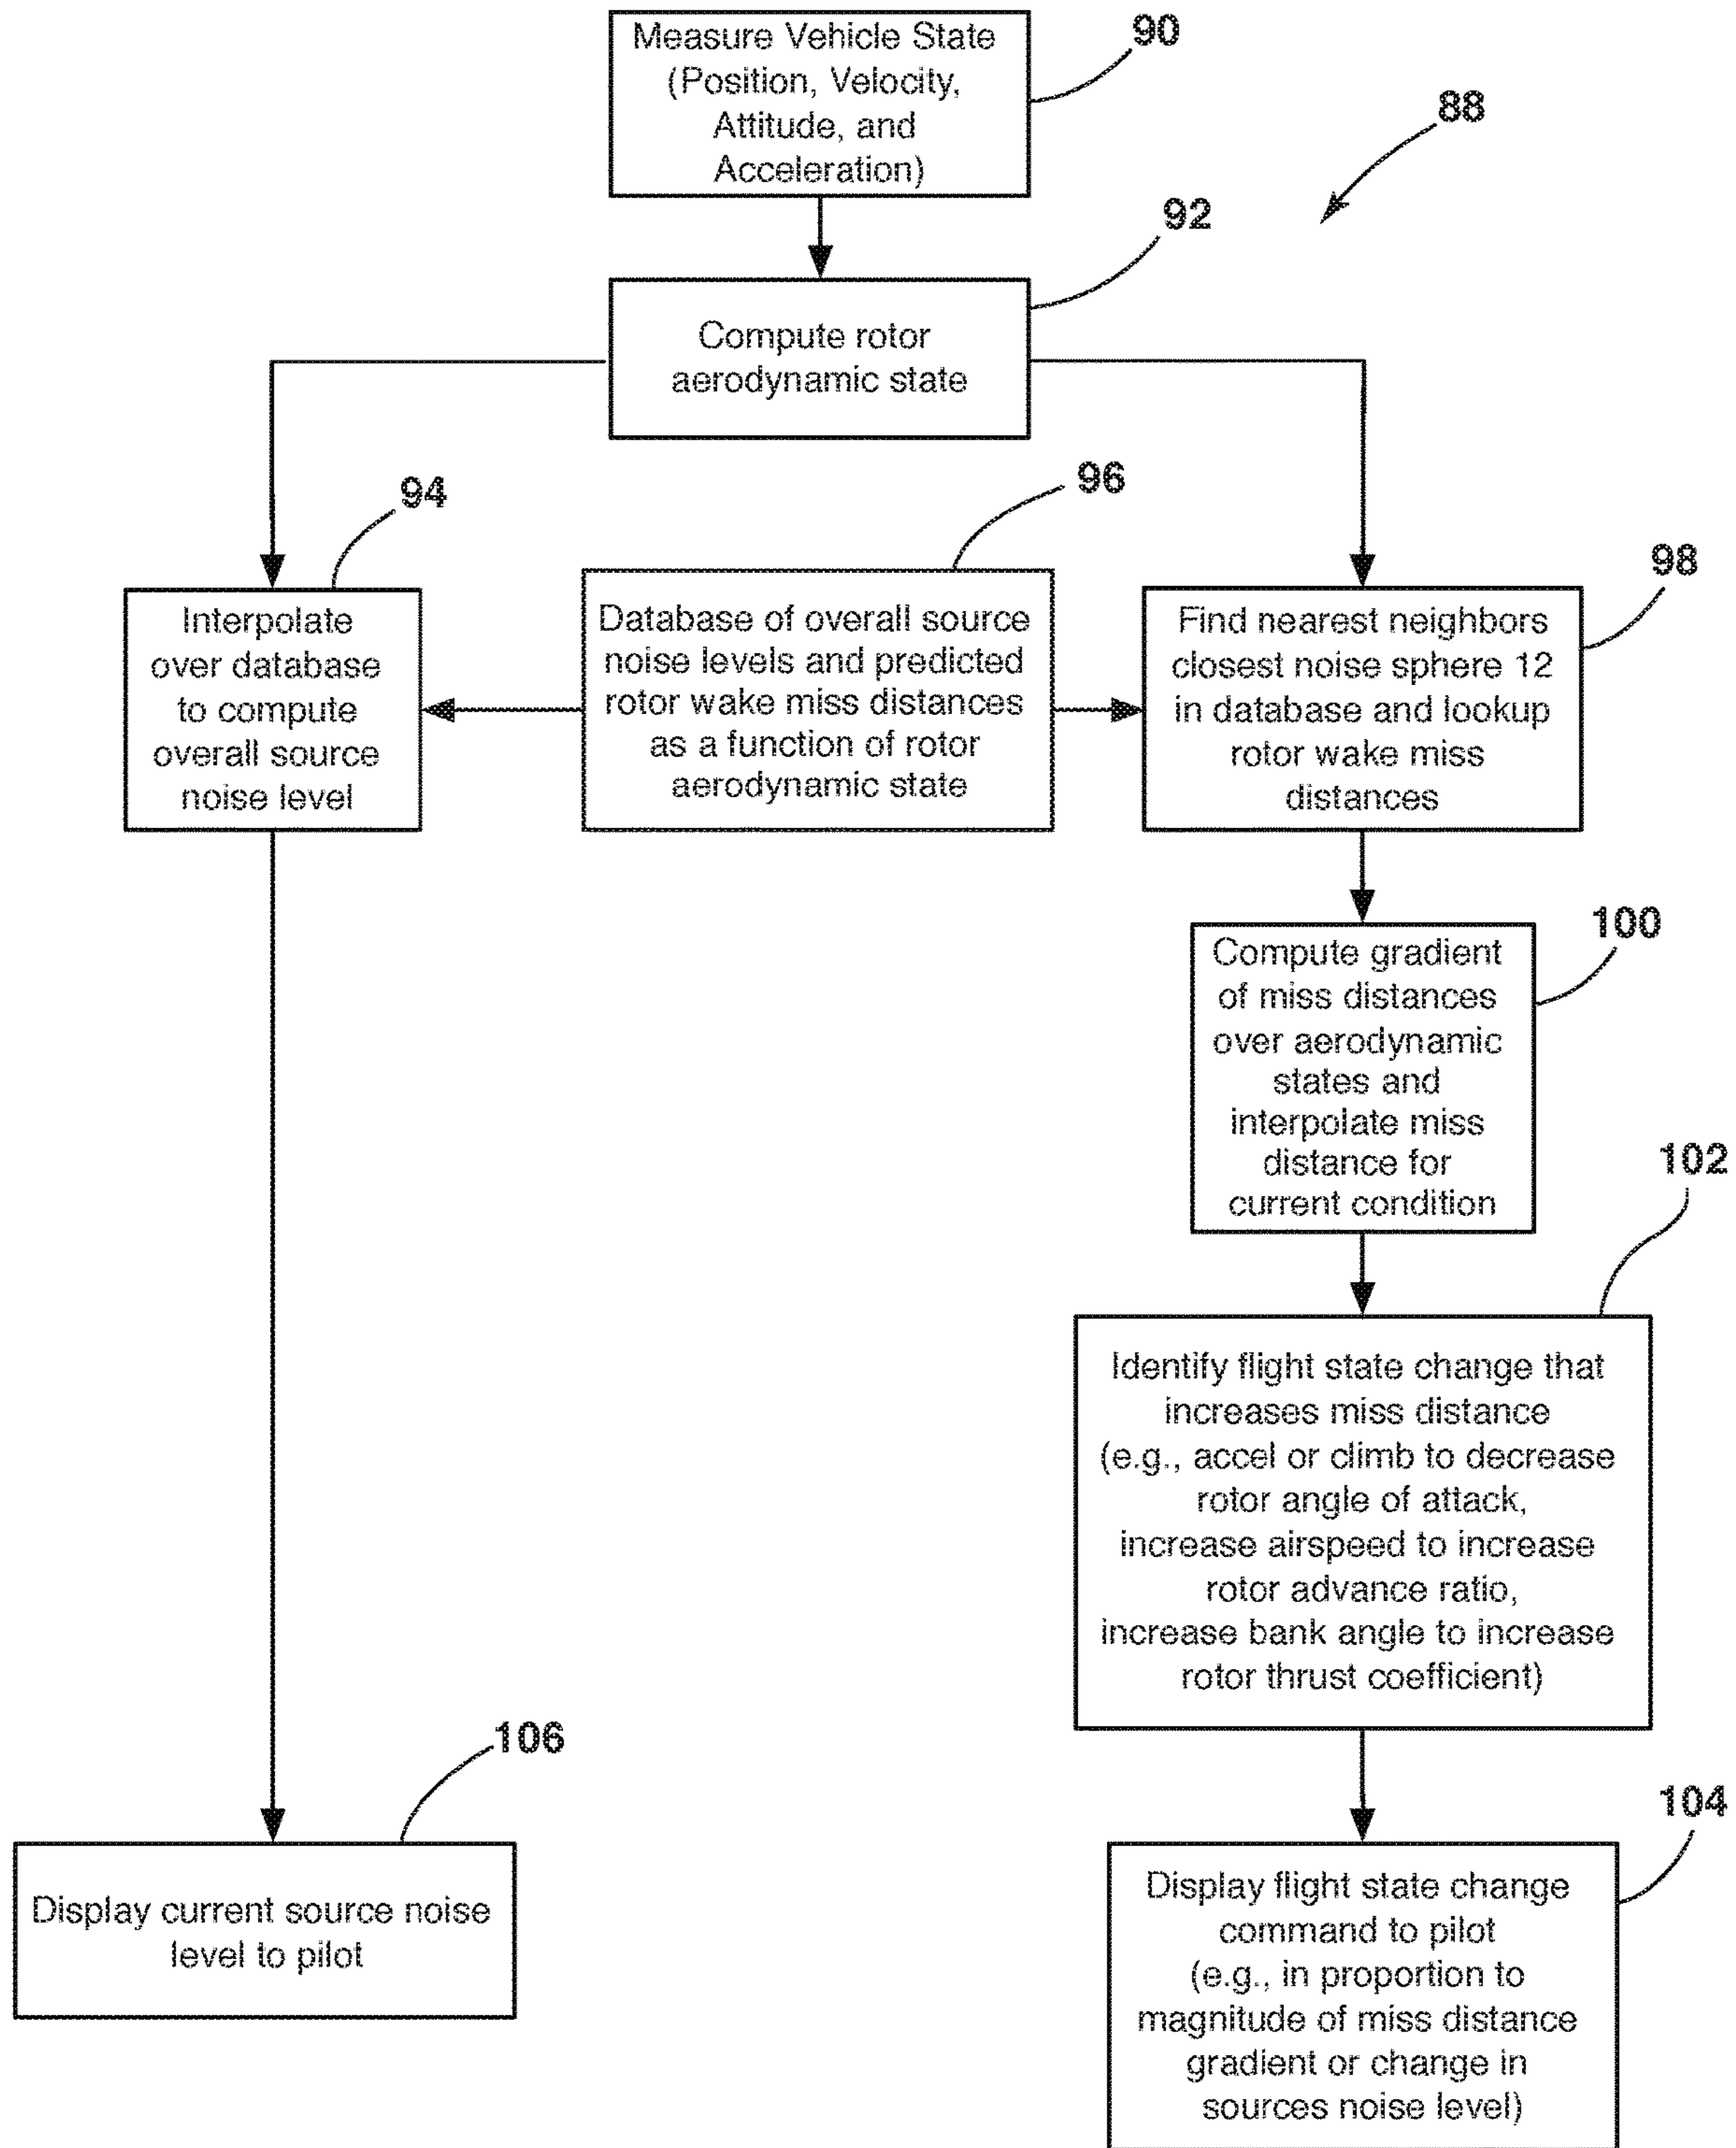 Measure Vehicle State
(Position, Velocity,
Attitude, and
Acceleration)
90
88
92
Compute rotor
aerodynamic state
94
96
98
Interpolate
over database
to compute
overall source
noise level
Database of overall source
noise levels and predicted
rotor wake miss distances
as a function of rotor
aerodynamic state
Find nearest neighbors
closest noise sphere 12
in database and lookup
rotor wake miss
distances
100
Compute gradient
of miss distances
over aerodynamic
states and
interpolate miss
distance for
current condition
102
Identify flight state change that
increases miss distance
(e.g., accel or climb to decrease
rotor angle of attack,
increase airspeed to increase
rotor advance ratio,
increase bank angle to increase
rotor thrust coefficient)
106
Display current source noise
level to pilot
104
Display flight state change
command to pilot
(e.g., in proportion to
magnitude of miss distance
gradient or change in
sources noise level)